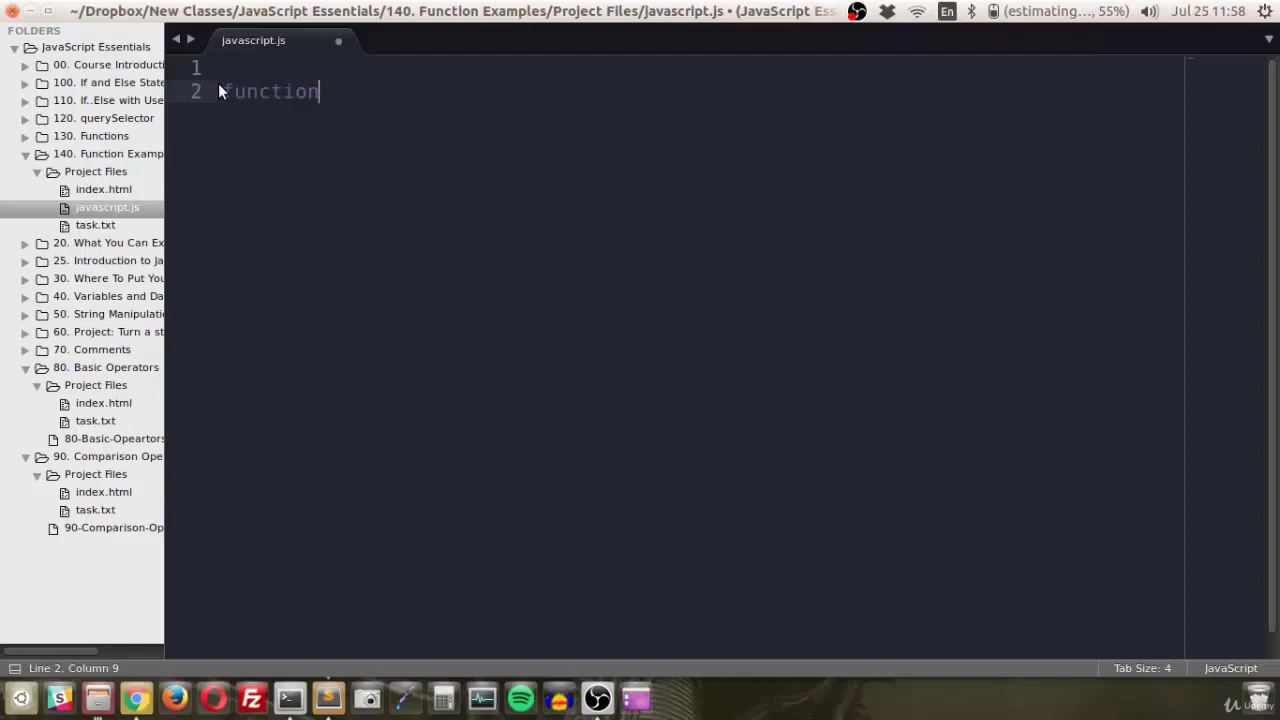 ~/Dropbox/New Classes/JavaScript Essentials/140. Function Examples/Project Files/javascript.js • (JavaScript Esse
En
(estimating..., 55%)
Jul 25 11:58
FOLDERS
JavaScript Essentials
00. Course Introducti
100. If and Else State
110. If..Else with Use
120. querySelector
130. Functions
140. Function Examp
Project Files
index.html
javascript.js
task.txt
20. What You Can Ex
25. Introduction to Ja
30. Where To Put You
40. Variables and Da
50. String Manipulati
60. Project: Turn a st
70. Comments
80. Basic Operators
Project Files
index.html
task.txt
80-Basic-Opeartors
90. Comparison Ope
Project Files
index.html
task.txt
90-Comparison-Op
javascript.js
1
2 function
Line 2, Column 9
Tab Size: 4
JavaScript
Udemy